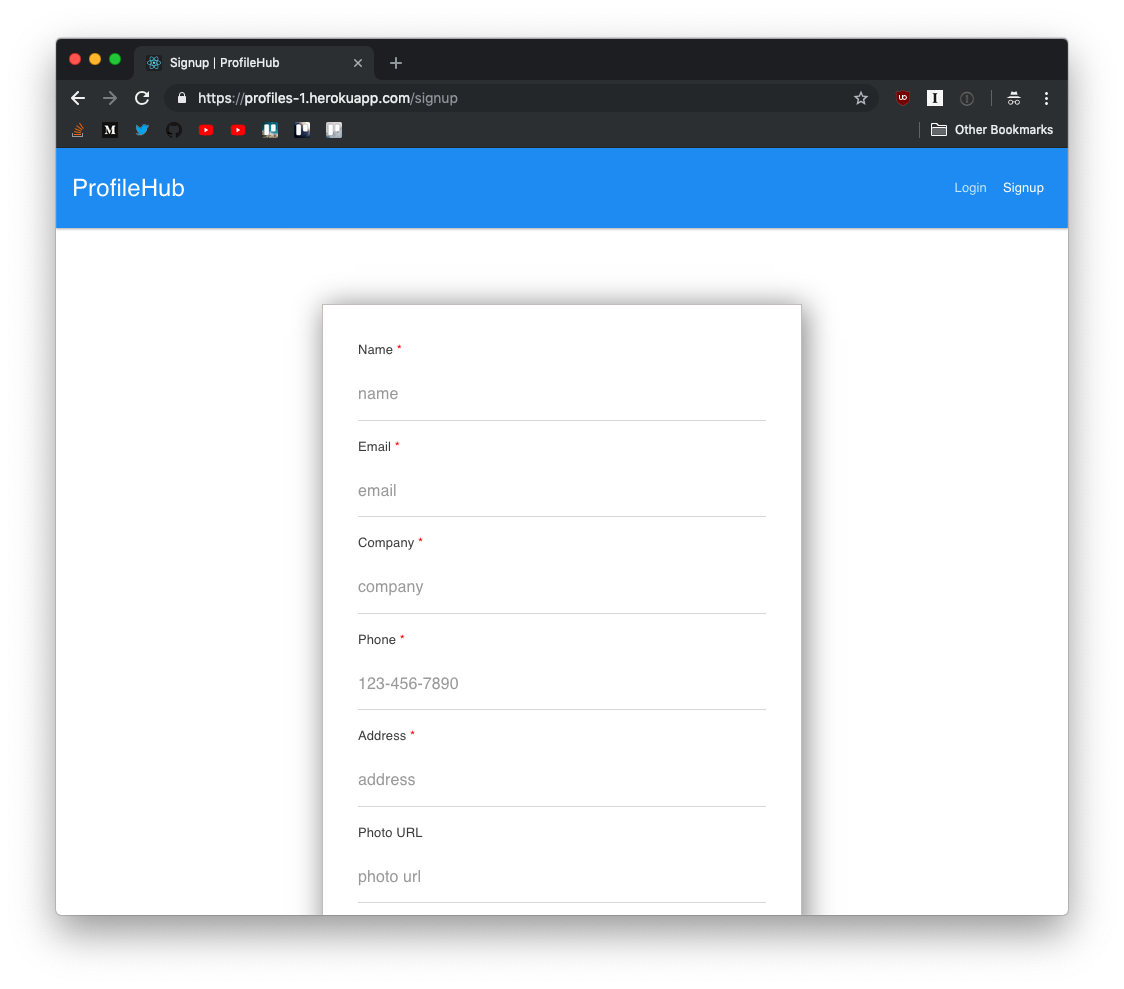 Signup | ProfileHub
https://profiles-1.herokuapp.com/signup
UD
I
M
Other Bookmarks
ProfileHub
Login Signup
Name *
name
Email *
email
Company *
company
Phone *
123-456-7890
Address *
address
Photo URL
photo url